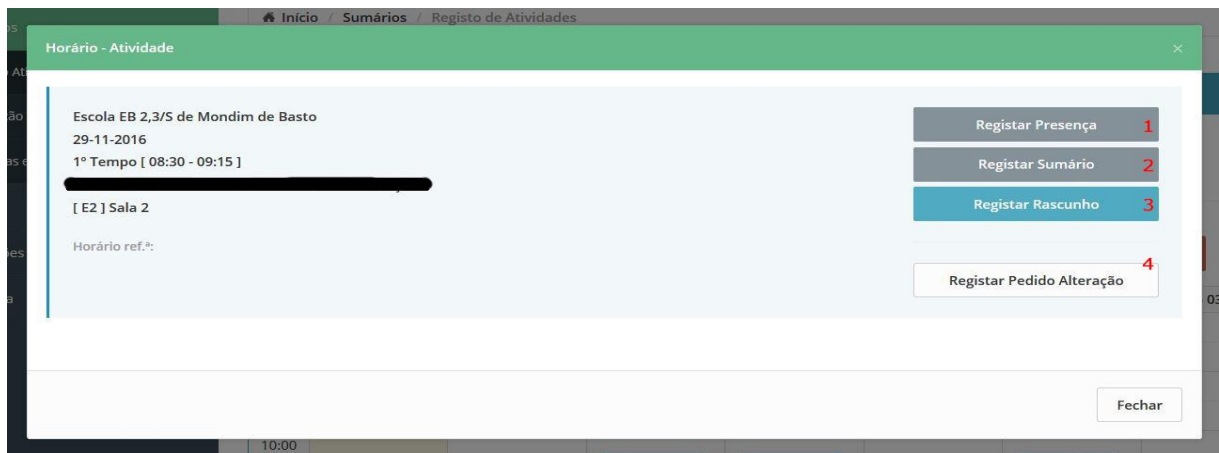 Início / Sumários / Registo de Atividades
Horário - Atividade ×
Escola EB 2,3/S de Mondim de Basto
29-11-2016
1º Tempo [ 08:30 - 09:15 ]
[ E2 ] Sala 2
Horário ref.ª:
Registar Presença 1
Registar Sumário 2
Registar Rascunho 3
4
Registar Pedido Alteração
Fechar
10:00